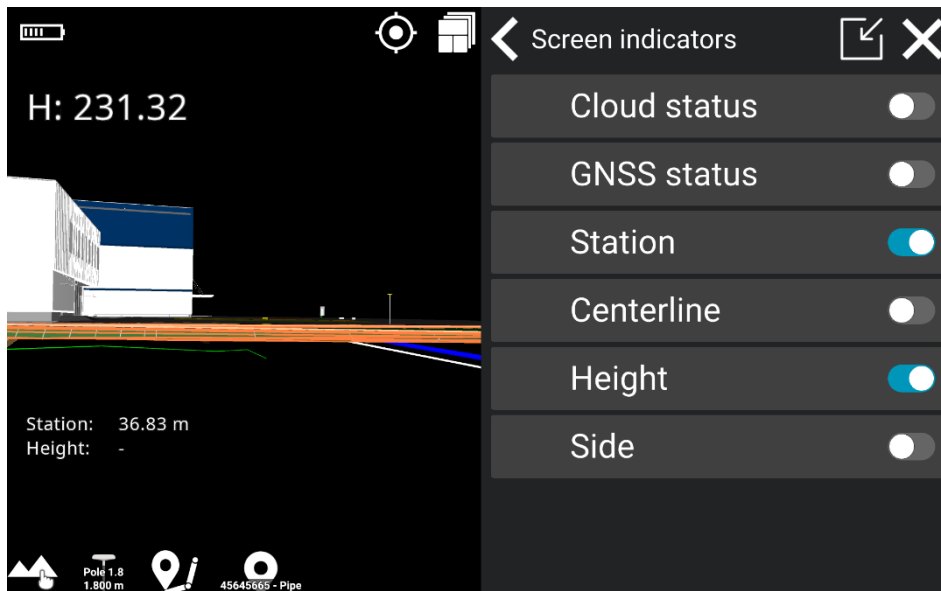 Screen indicators
H: 231.32
Cloud status
GNSS status
Station
Centerline
Height
Side
Station: 36.83 m
Height: -
Pole 1.8
1.800 m
45645665 - Pipe